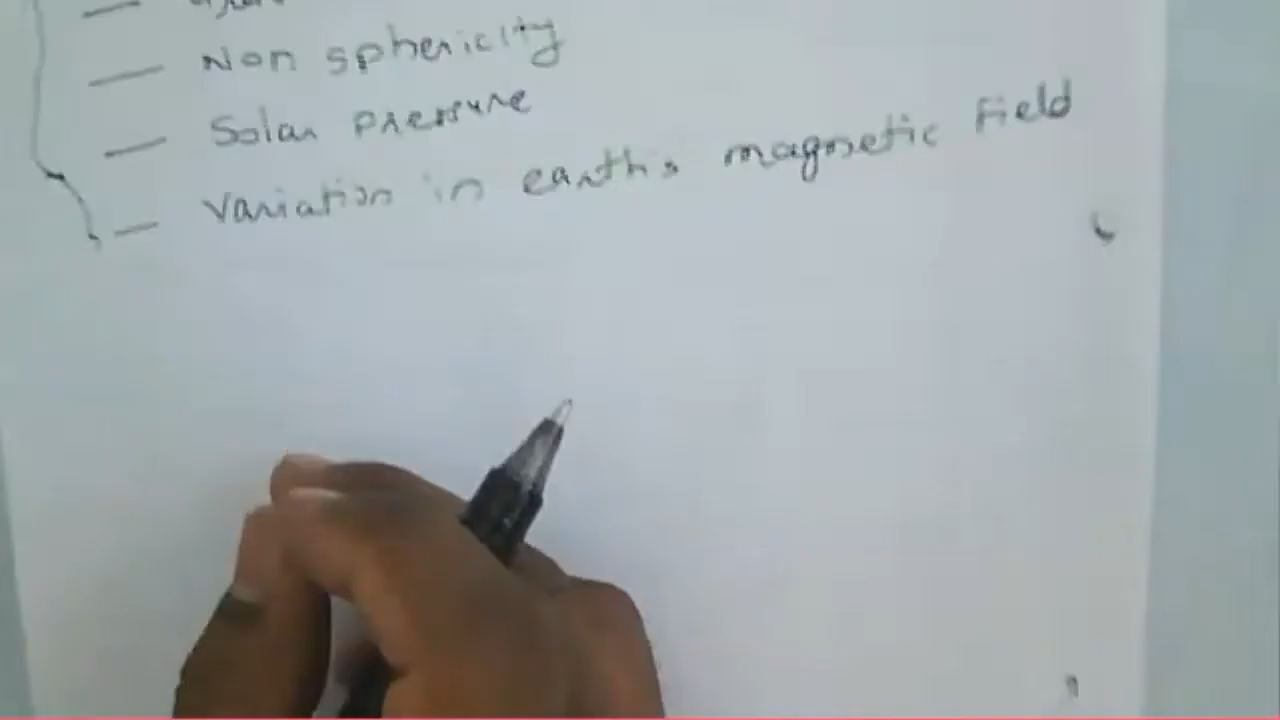 — Non sphericity
— Solar Pressure
— Variation in earth's magnetic Field